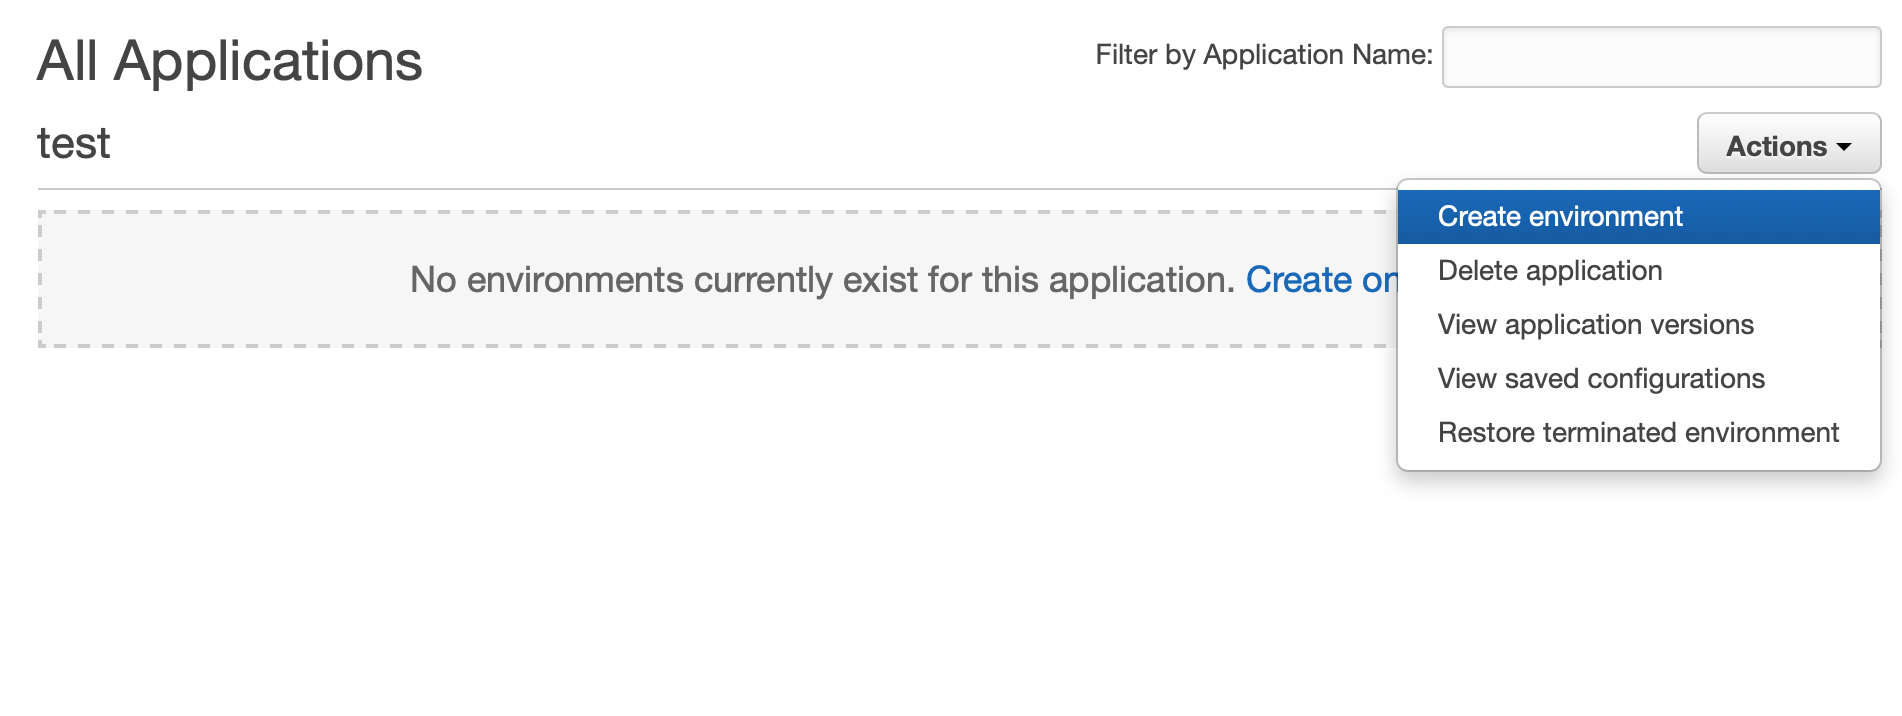 All Applications
Filter by Application Name:
test
Actions
No environments currently exist for this application. Create on
Create environment
Delete application
View application versions
View saved configurations
Restore terminated environment